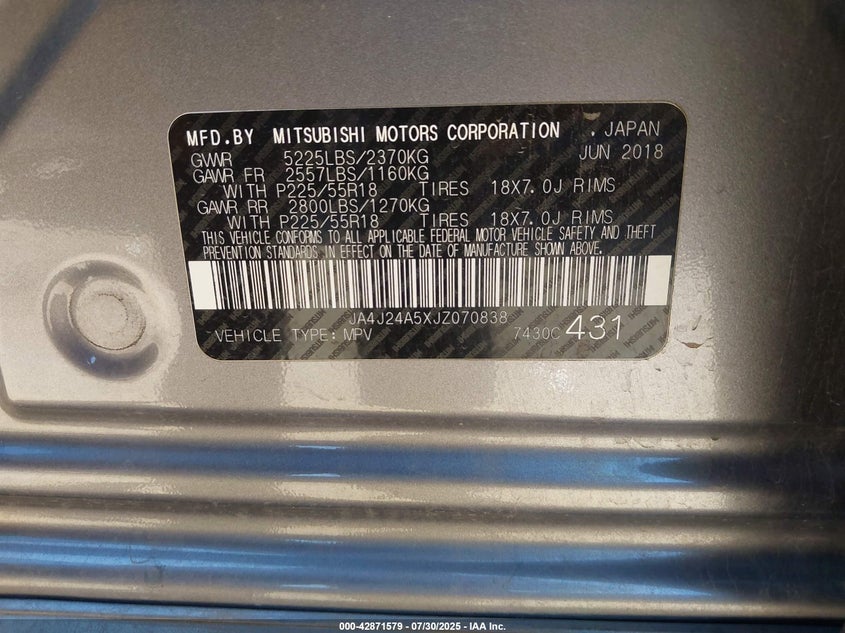 MFD.BY MITSUBISHI MOTORS CORPORATION . JAPAN
GVWR 5225LBS/2370KG JUN 2018
GAWR FR 2557LBS/1160KG
WITH P225/55R18 TIRES 18X7.0J RIMS
GAWR RR 2800LBS/1270KG
WITH P225/55R18 TIRES 18X7.0J RIMS
THIS VEHICLE CONFORMS TO ALL APPLICABLE FEDERAL MOTOR VEHICLE SAFETY AND THEFT
PREVENTION STANDARDS IN EFFECT ON THE DATE OF MANUFACTURE SHOWN ABOVE.
JA4J24A5XJZ070838
VEHICLE TYPE:MPV 7430C 431
000-42871579 - 07/30/2025 - IAA Inc.